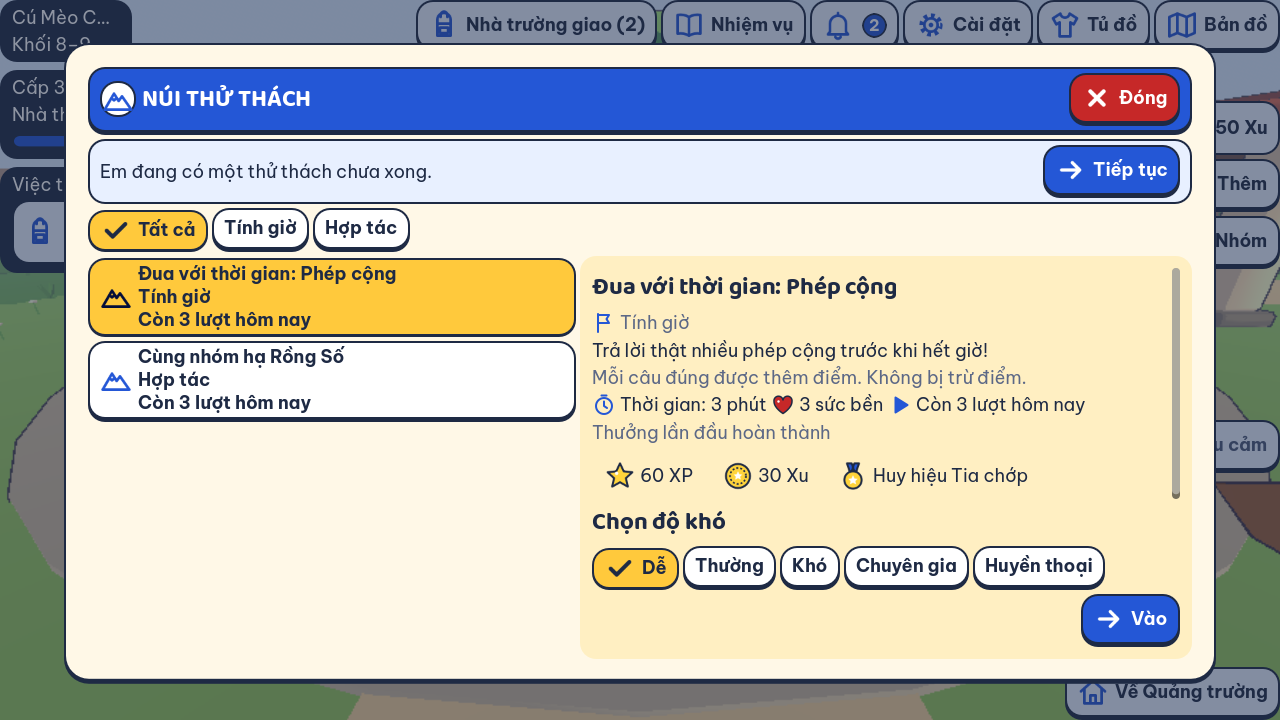 Cú Mèo C...
Khối 8–9
Nhà trường giao (2)
Nhiệm vụ
2
Cài đặt
Tủ đồ
Bản đồ
Cấp 3
Nhà
50 Xu
Thêm
Nhóm
Việc
NÚI THỬ THÁCH
Đóng
Em đang có một thử thách chưa xong.
Tiếp tục
Tất cả
Tính giờ
Hợp tác
Đua với thời gian: Phép cộng
Tính giờ
Còn 3 lượt hôm nay
Cùng nhóm hạ Rồng Số
Hợp tác
Còn 3 lượt hôm nay
Đua với thời gian: Phép cộng
Tính giờ
Trả lời thật nhiều phép cộng trước khi hết giờ!
Mỗi câu đúng được thêm điểm. Không bị trừ điểm.
Thời gian: 3 phút 3 sức bền Còn 3 lượt hôm nay
Thưởng lần đầu hoàn thành
60 XP
30 Xu
Huy hiệu Tia chớp
Chọn độ khó
Dễ
Thường
Khó
Chuyên gia
Huyền thoại
Vào
cảm
Về Quảng trường